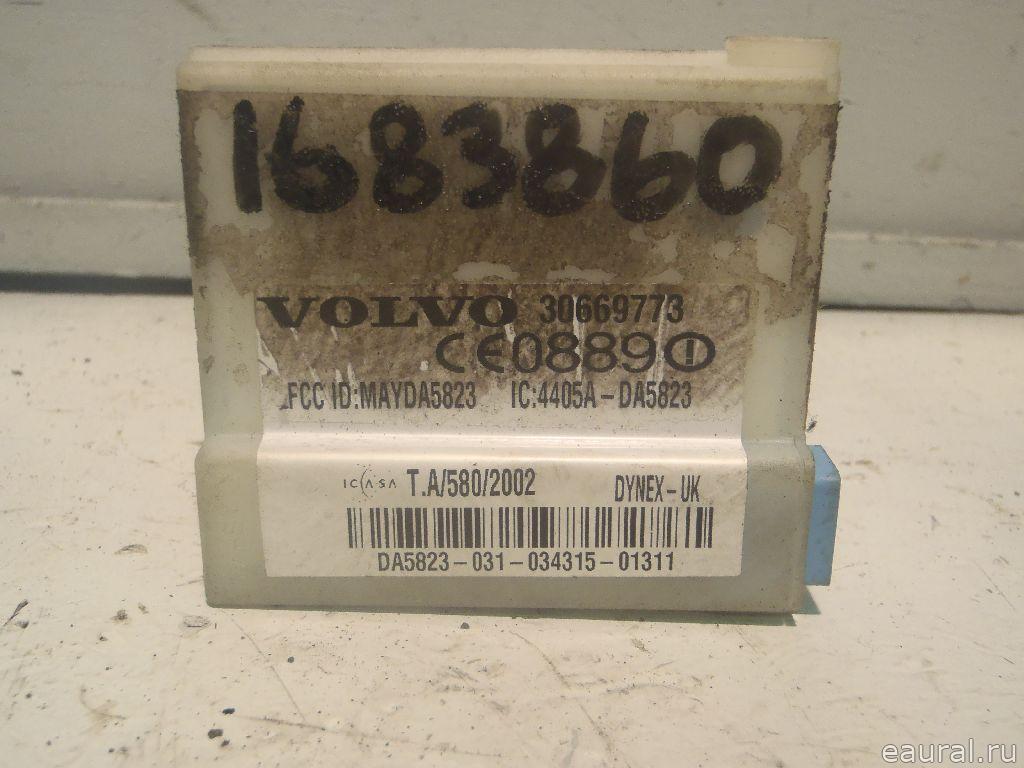 1683860
VOLVO 30669773
CE0889!
FCC ID:MAYDA5823 IC:4405A-DA5823
ICASA T.A/580/2002 DYNEX-UK
DA5823-031-034315-01311
eaural.ru